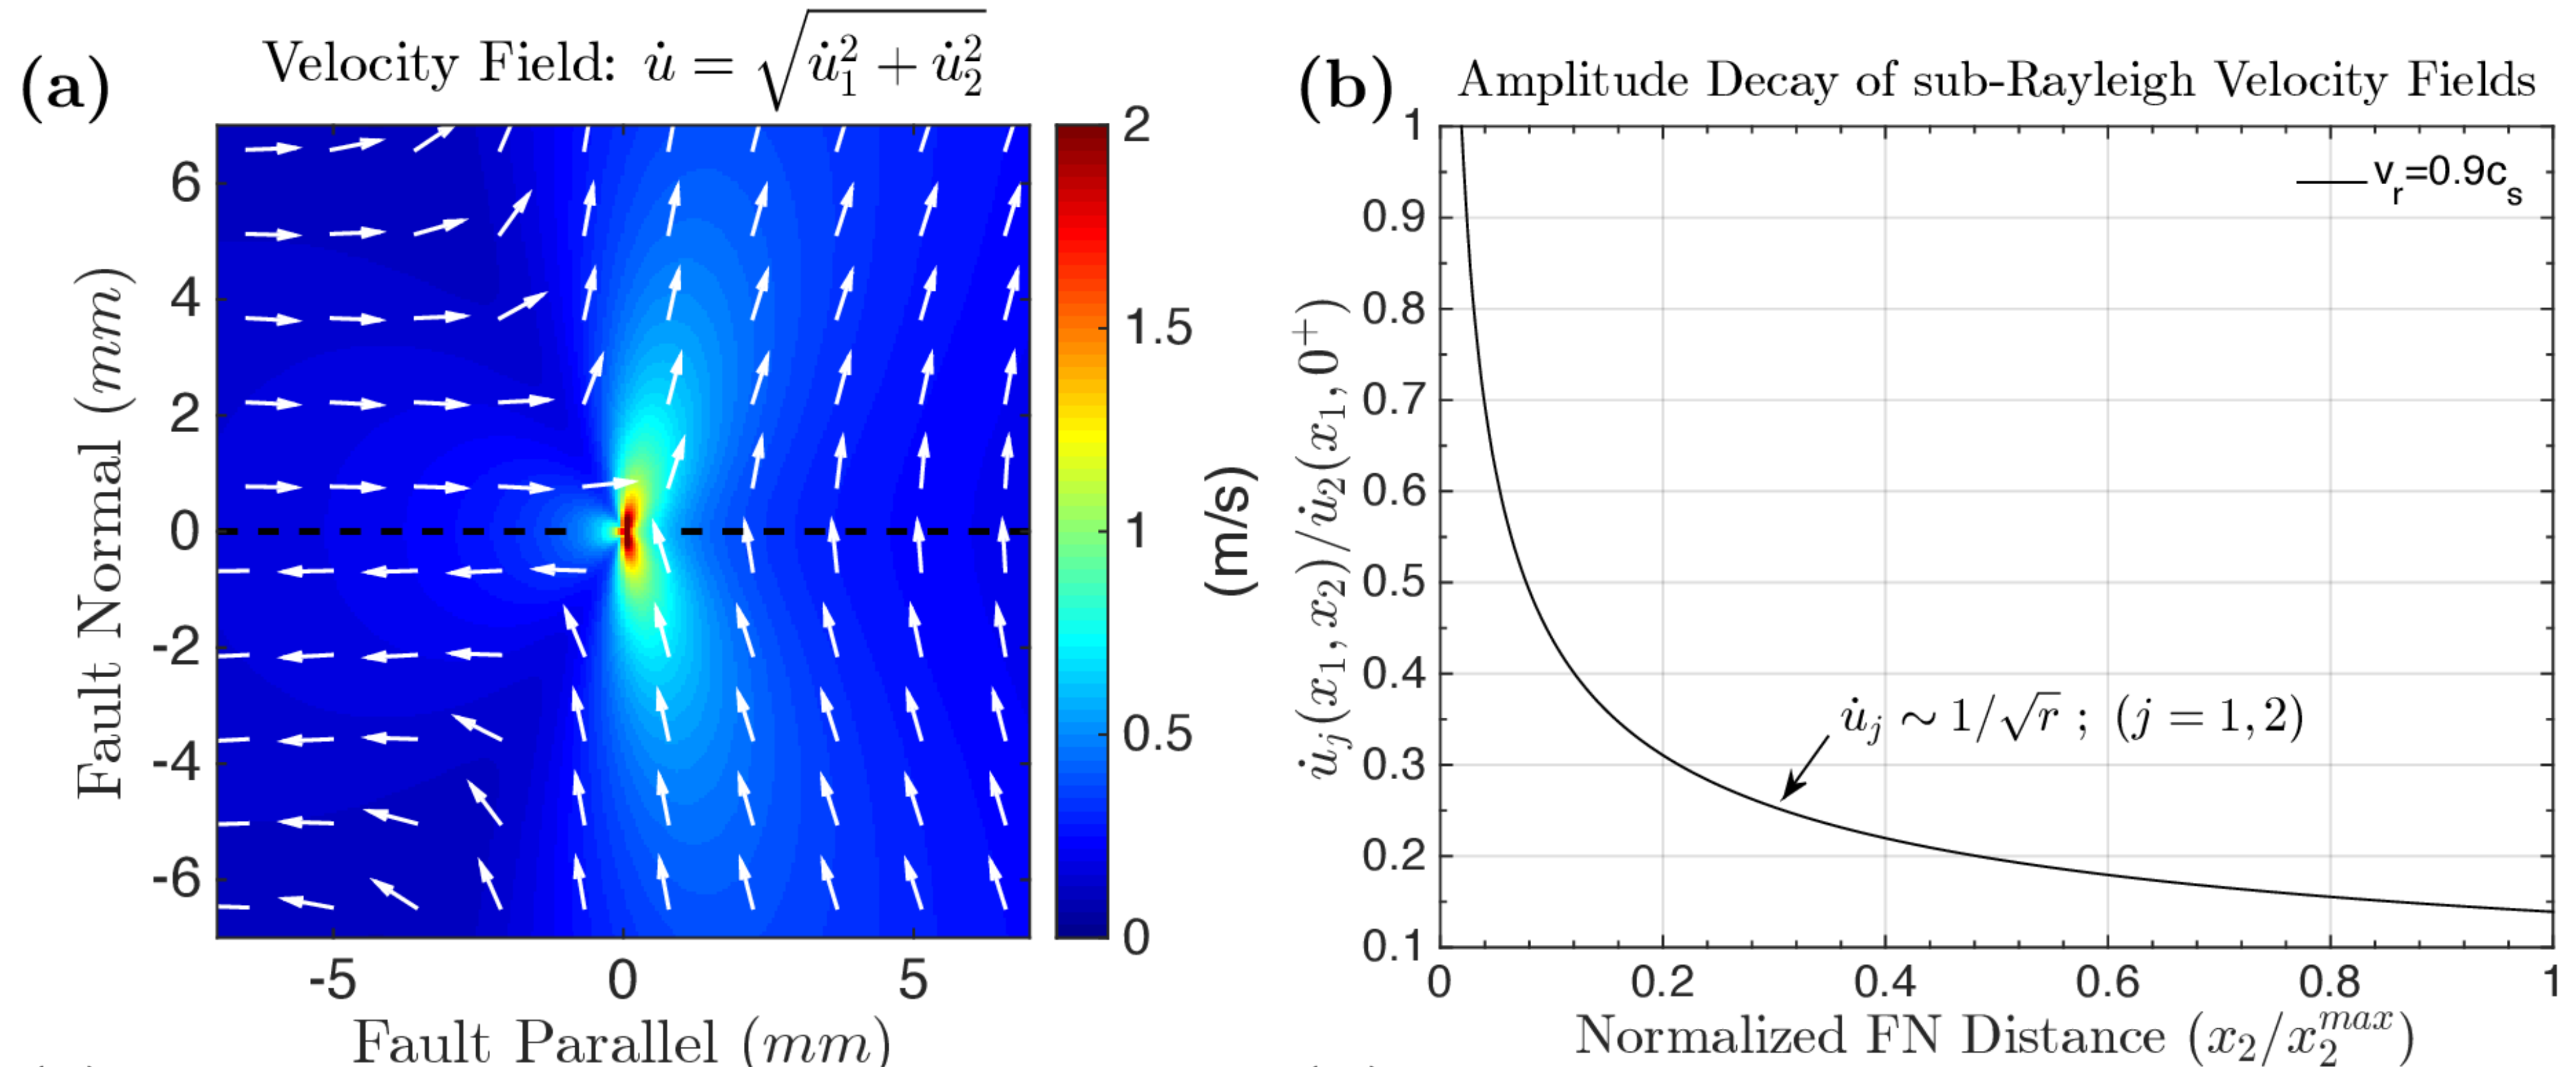 (a)
Velocity Field: u̇ = √(u̇₁² + u̇₂²)
6
4
2
0
-2
-4
-6
Fault Normal (mm)
-5 0 5
Fault Parallel (mm)
2
1.5
1
0.5
0
(m/s)
(b)
Amplitude Decay of sub-Rayleigh Velocity Fields
1
0.9
0.8
0.7
0.6
0.5
0.4
0.3
0.2
0.1
u̇ⱼ(x₁, x₂)/u̇₂(x₁, 0⁺)
vᵣ=0.9cₛ
u̇ⱼ ∼ 1/√r ; (j = 1, 2)
0 0.2 0.4 0.6 0.8 1
Normalized FN Distance (x₂/x₂ᵐᵃˣ)